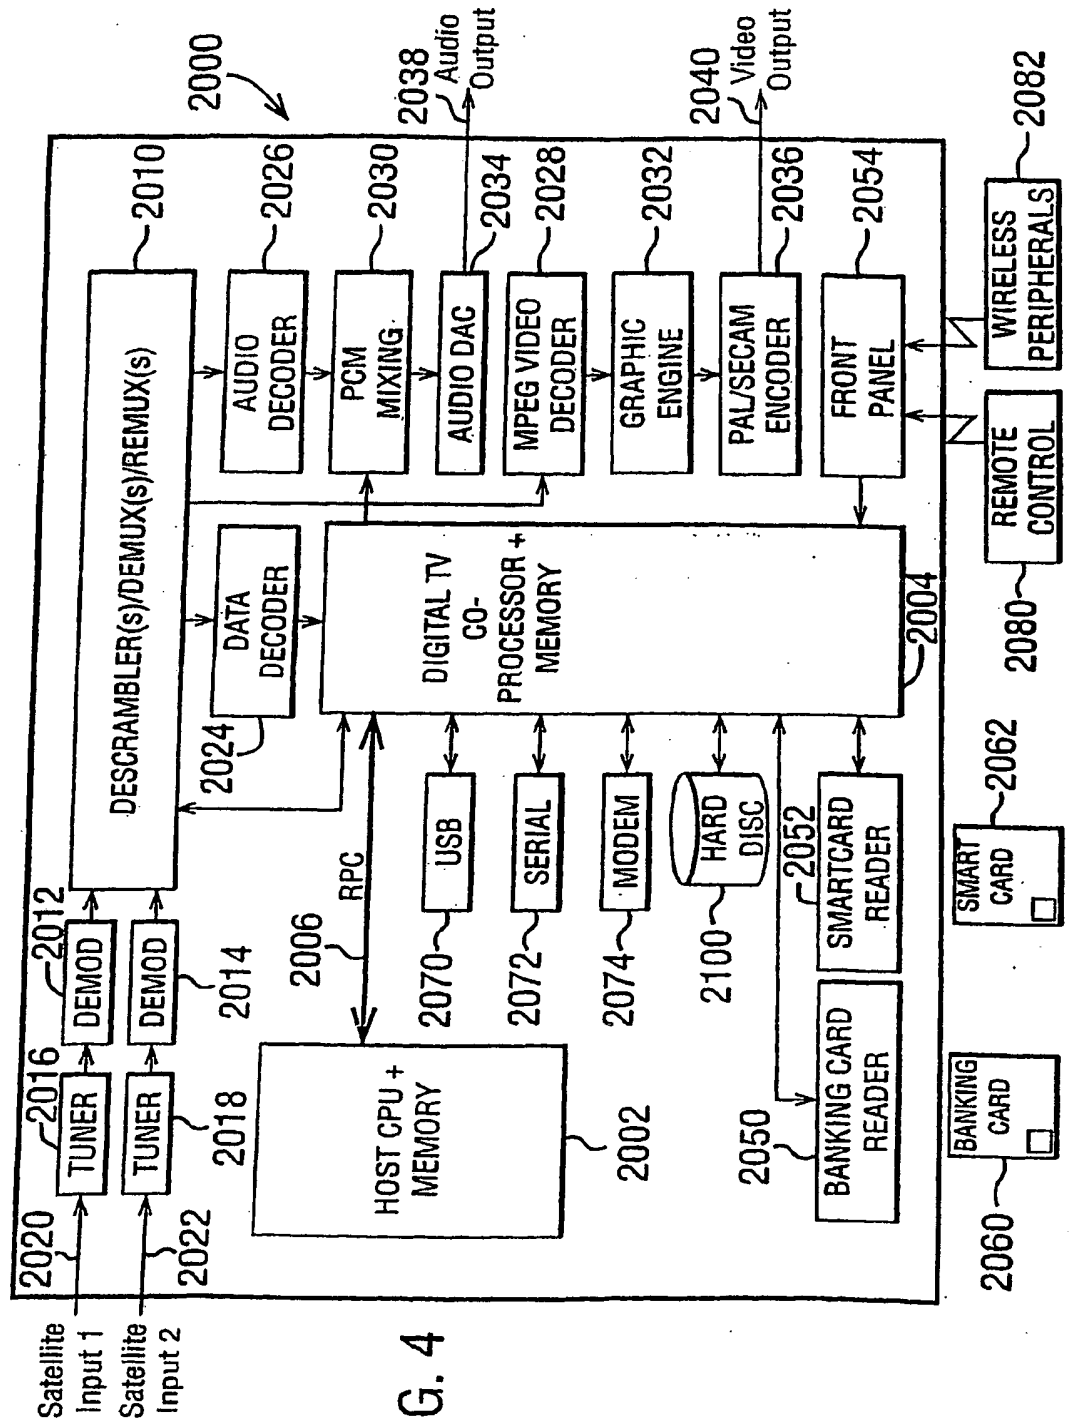 Satellite
Input 1
Satellite
Input 2
2020
2022
TUNER
2016
TUNER
2018
DEMOD
2012
DEMOD
2014
DESCRAMBLER(s)/DEMUX(s)/REMUX(s)
2010
2000
HOST CPU +
MEMORY
2002
2006
RPC
DATA
DECODER
2024
AUDIO
DECODER
2026
PCM
MIXING
2030
AUDIO DAC
2034
2038
Audio
Output
MPEG VIDEO
DECODER
2028
GRAPHIC
ENGINE
2032
PAL/SECAM
ENCODER
2036
2040
Video
Output
FRONT
PANEL
2054
DIGITAL TV
CO-
PROCESSOR +
MEMORY
2004
USB
2070
SERIAL
2072
MODEM
2074
HARD
DISC
2100
SMARTCARD
READER
2052
BANKING CARD
READER
2050
BANKING
CARD
2060
SMART
CARD
2062
REMOTE
CONTROL
2080
WIRELESS
PERIPHERALS
2082
G. 4